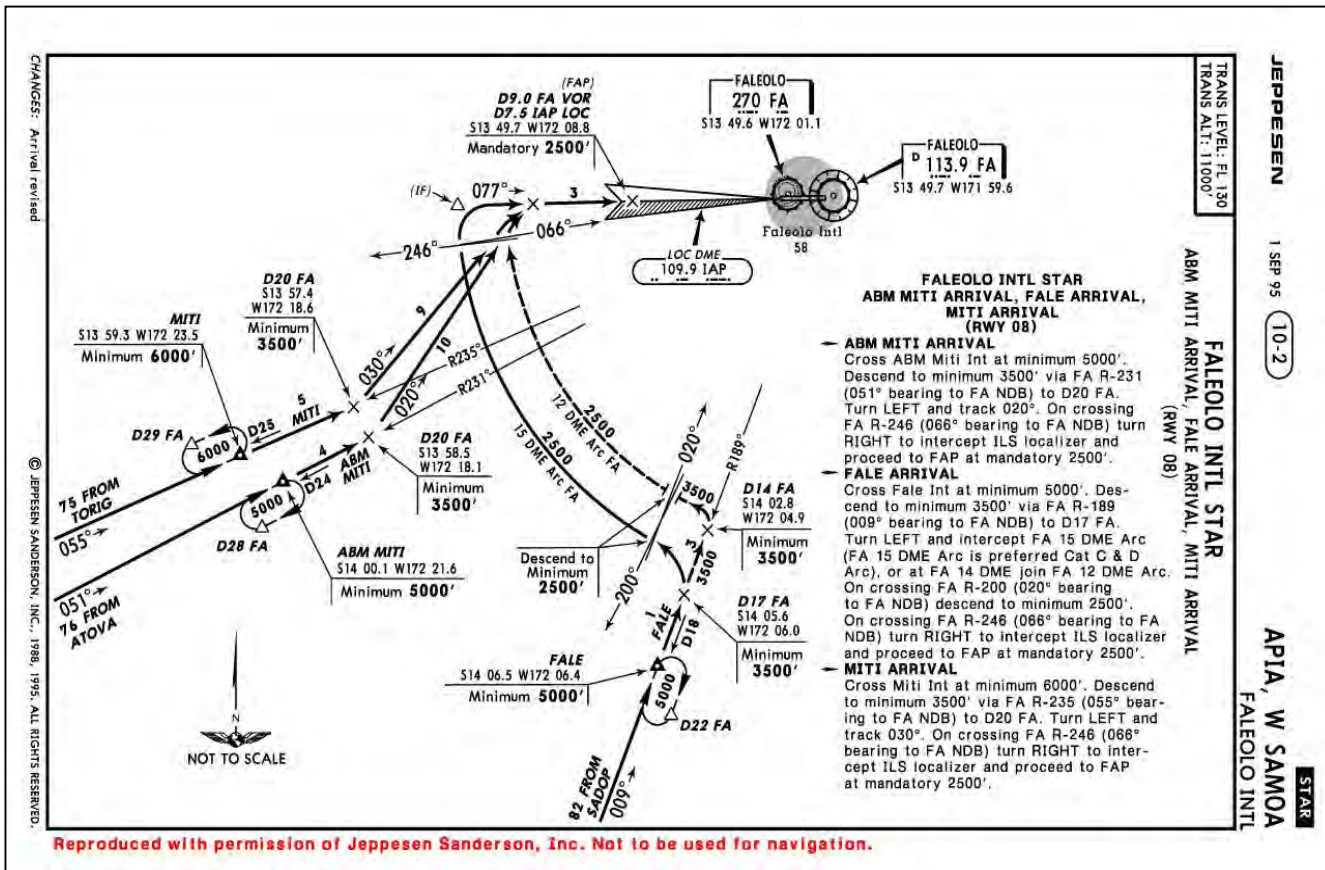 JEPPESEN
1 SEP 95
10-2
STAR
APIA, W SAMOA
FALEOLO INTL
FALEOLO INTL STAR
ABM MITI ARRIVAL, FALE ARRIVAL, MITI ARRIVAL
(RWY 08)
TRANS LEVEL: FL 130
TRANS ALT: 11000'
(FAP)
D9.0 FA VOR
D7.5 IAP LOC
S13 49.7 W172 08.8
Mandatory 2500'
FALEOLO
270 FA
S13 49.6 W172 01.1
FALEOLO
D 113.9 FA
S13 49.7 W171 59.6
(IF)
077°
3
246°
066°
Faleolo Intl
58
LOC DME
109.9 IAP
D20 FA
S13 57.4
W172 18.6
Minimum
3500'
MITI
S13 59.3 W172 23.5
Minimum 6000'
9
030°
10
020°
R235°
R231°
D29 FA
6000
D25
5
MITI
4
D24
ABM
MITI
5000
D28 FA
D20 FA
S13 58.5
W172 18.1
Minimum
3500'
75 FROM
TORIG
055°
051°
76 FROM
ATOVA
ABM MITI
S14 00.1 W172 21.6
Minimum 5000'
2500
12 DME Arc FA
2500
15 DME Arc FA
020°
R189°
3500
D14 FA
S14 02.8
W172 04.9
Minimum
3500'
Descend to
Minimum
2500'
200°
3
3500
D17 FA
S14 05.6
W172 06.0
Minimum
3500'
1
FALE
D18
FALE
S14 06.5 W172 06.4
Minimum 5000'
5000
D22 FA
82 FROM
SADOP
009°
N
NOT TO SCALE
FALEOLO INTL STAR
ABM MITI ARRIVAL, FALE ARRIVAL,
MITI ARRIVAL
(RWY 08)
ABM MITI ARRIVAL
Cross ABM Miti Int at minimum 5000'.
Descend to minimum 3500' via FA R-231
(051° bearing to FA NDB) to D20 FA.
Turn LEFT and track 020°. On crossing
FA R-246 (066° bearing to FA NDB) turn
RIGHT to intercept ILS localizer and
proceed to FAP at mandatory 2500'.
FALE ARRIVAL
Cross Fale Int at minimum 5000'. Des-
cend to minimum 3500' via FA R-189
(009° bearing to FA NDB) to D17 FA.
Turn LEFT and intercept FA 15 DME Arc
(FA 15 DME Arc is preferred Cat C & D
Arc), or at FA 14 DME join FA 12 DME Arc.
On crossing FA R-200 (020° bearing
to FA NDB) descend to minimum 2500'.
On crossing FA R-246 (066° bearing to FA
NDB) turn RIGHT to intercept ILS localizer
and proceed to FAP at mandatory 2500'.
MITI ARRIVAL
Cross Miti Int at minimum 6000'. Descend
to minimum 3500' via FA R-235 (055° bear-
ing to FA NDB) to D20 FA. Turn LEFT and
track 030°. On crossing FA R-246 (066°
bearing to FA NDB) turn RIGHT to inter-
cept ILS localizer and proceed to FAP
at mandatory 2500'.
CHANGES: Arrival revised
© JEPPESEN SANDERSON, INC., 1988, 1995. ALL RIGHTS RESERVED.
Reproduced with permission of Jeppesen Sanderson, Inc. Not to be used for navigation.